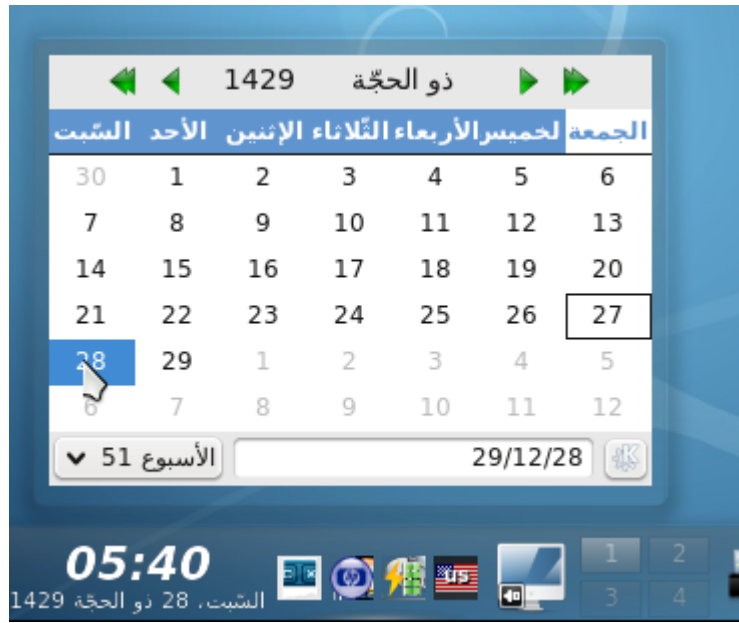 ذو الحجّة 1429
السّبت الأحد الإثنين الثّلاثاء الأربعاء لخميس الجمعة
30 1 2 3 4 5 6
7 8 9 10 11 12 13
14 15 16 17 18 19 20
21 22 23 24 25 26 27
28 29 1 2 3 4 5
6 7 8 9 10 11 12
الأسبوع 51
29/12/28
05:40
السّبت، 28 ذو الحجّة 1429
hp
us
1 2
3 4